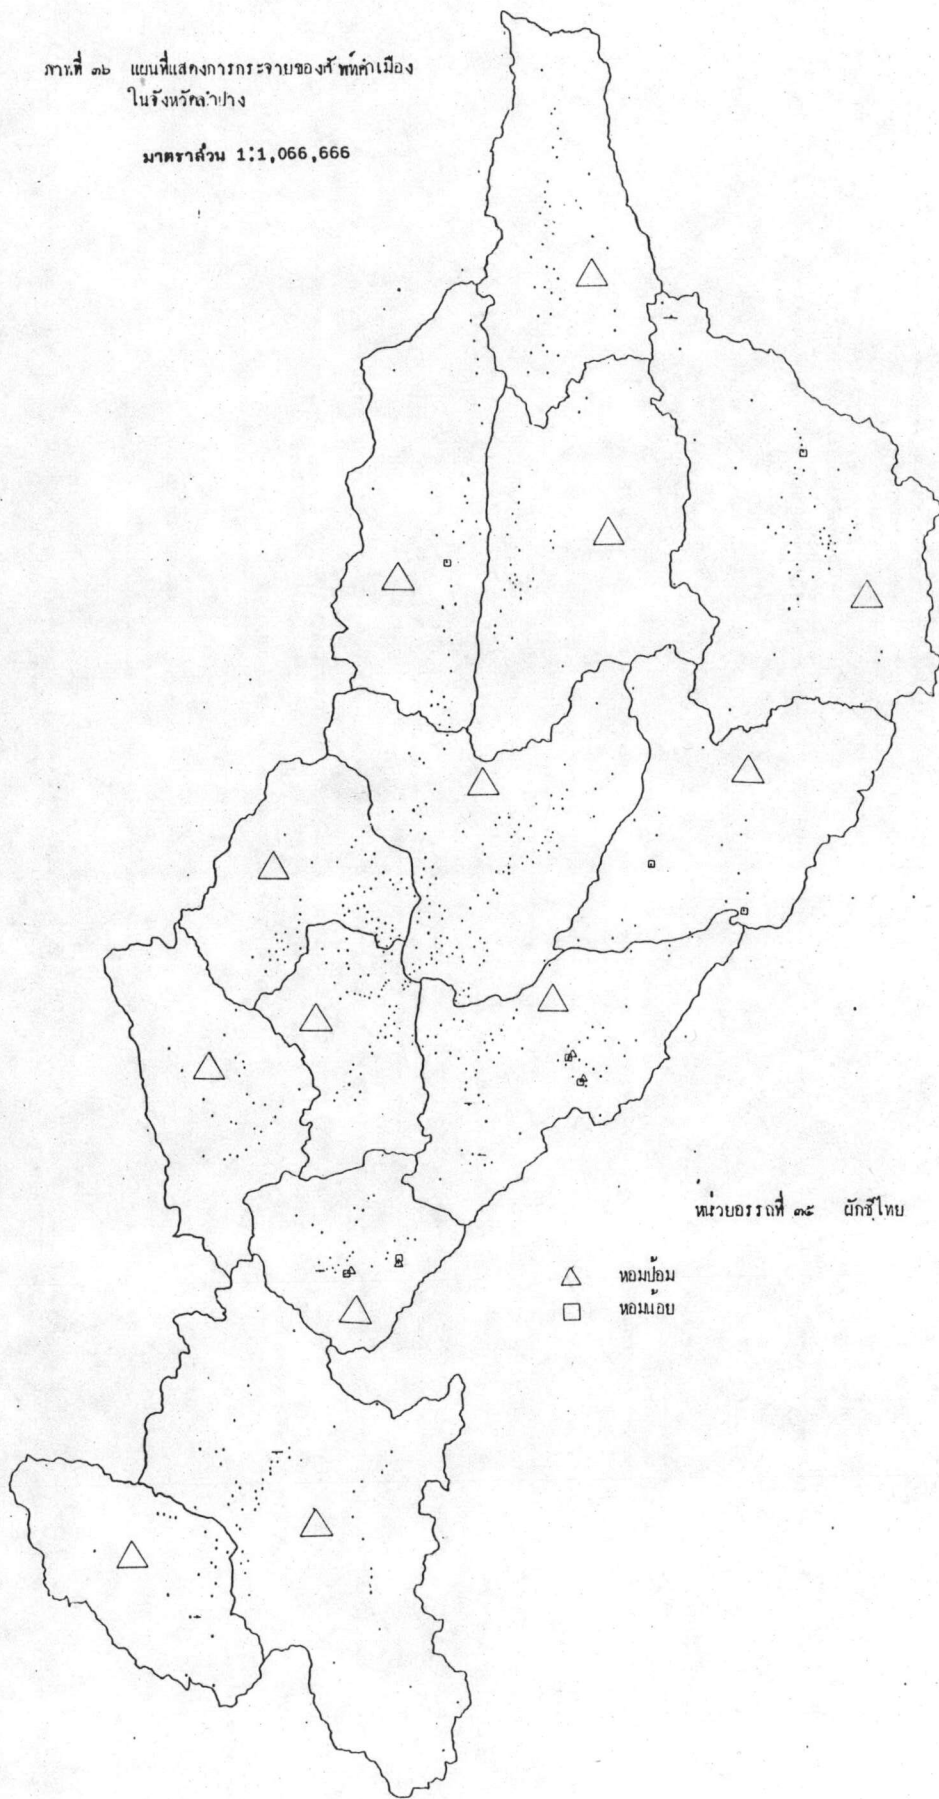 ภาพที่ ๓๖ แผนที่แสดงการกระจายของศัพท์คำเมือง
ในจังหวัดลำปาง
มาตราส่วน 1:1,066,666
หน่วยอรรถที่ ๓๕ ผักชีไทย
หอมป้อม
หอมน้อย